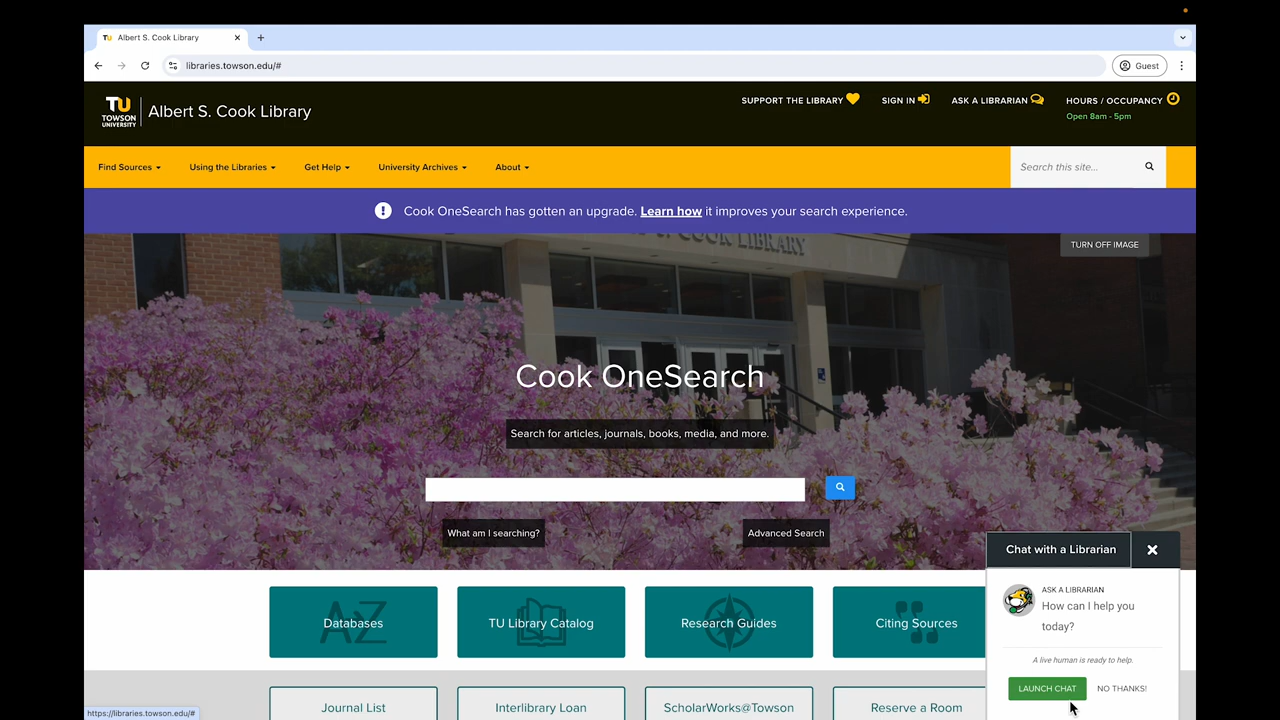 TU Albert S. Cook Library
libraries.towson.edu/#
Guest
TU
TOWSON
UNIVERSITY
Albert S. Cook Library
SUPPORT THE LIBRARY
SIGN IN
ASK A LIBRARIAN
HOURS / OCCUPANCY
Open 8am - 5pm
Find Sources
Using the Libraries
Get Help
University Archives
About
Search this site...
Cook OneSearch has gotten an upgrade. Learn how it improves your search experience.
S. COOK LIBRARY
TURN OFF IMAGE
Cook OneSearch
Search for articles, journals, books, media, and more.
What am I searching?
Advanced Search
Chat with a Librarian
ASK A LIBRARIAN
How can I help you
today?
A live human is ready to help.
LAUNCH CHAT
NO THANKS!
Databases
TU Library Catalog
Research Guides
Citing Sources
Journal List
Interlibrary Loan
ScholarWorks@Towson
Reserve a Room
https://libraries.towson.edu/#